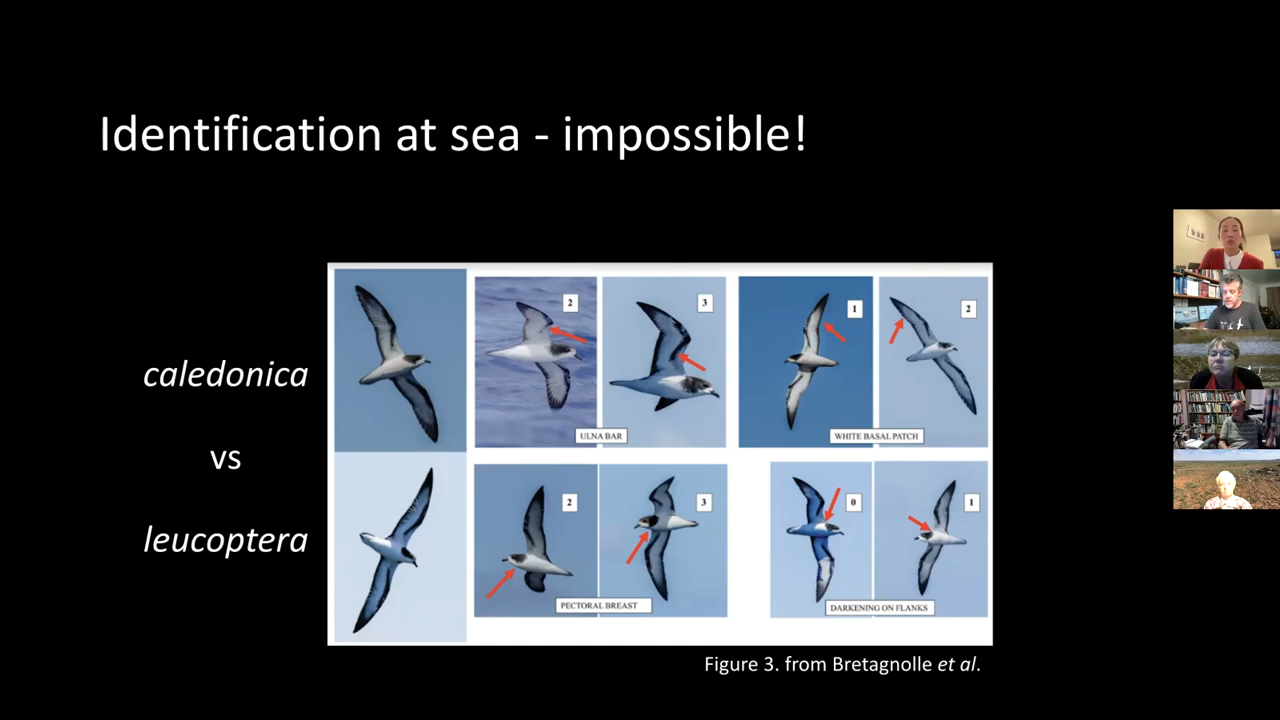 Identification at sea - impossible!
caledonica
vs
leucoptera
2
3
ULNA BAR
1
2
WHITE BASAL PATCH
2
3
PECTORAL BREAST
0
1
DARKENING ON FLANKS
Figure 3. from Bretagnolle et al.